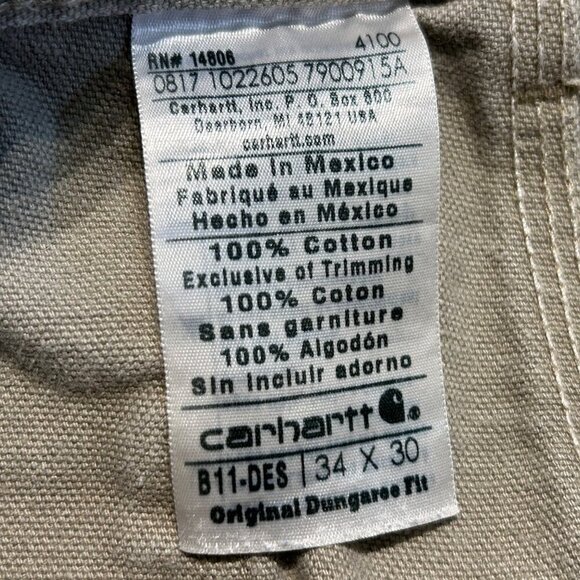 RN# 14806 4100
0817 1022605 7900915A
Carhartt, Inc. P. O. Box 600
Dearborn, MI 48121 USA
carhartt.com
Made in Mexico
Fabriqué au Mexique
Hecho en México
100% Cotton
Exclusive of Trimming
100% Coton
Sans garniture
100% Algodón
Sin incluir adorno
carhartt ®
B11-DES | 34 X 30
Original Dungaree Fit